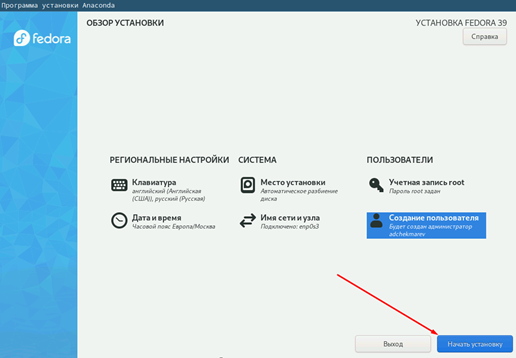 Программа установки Anaconda
fedora
ОБЗОР УСТАНОВКИ
УСТАНОВКА FEDORA 39
Справка
РЕГИОНАЛЬНЫЕ НАСТРОЙКИ
Клавиатура
английский (Английская
(США)), русский (Русская)
Дата и время
Часовой пояс Европа/Москва
СИСТЕМА
Место установки
Автоматическое разбиение
диска
Имя сети и узла
Подключено: enp0s3
ПОЛЬЗОВАТЕЛИ
Учетная запись root
Пароль root задан
Создание пользователя
Будет создан администратор
adchekmarev
Выход
Начать установку